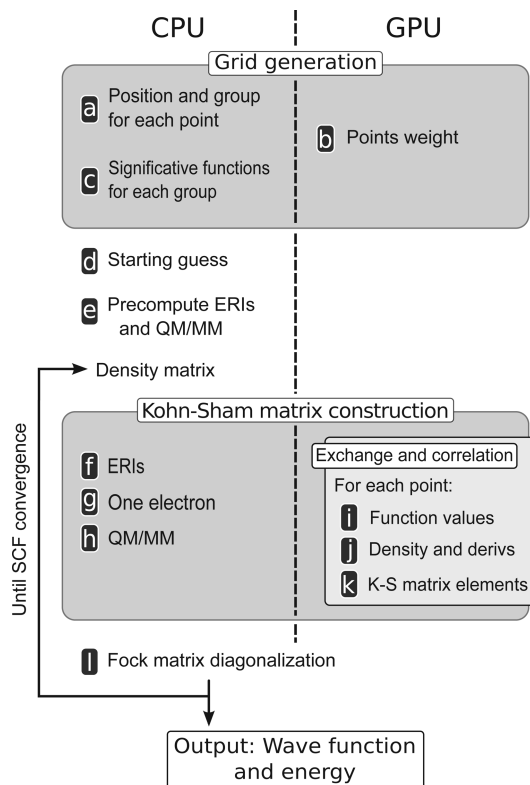 CPU
GPU
Grid generation
a Position and group
for each point
b Points weight
c Significative functions
for each group
d Starting guess
e Precompute ERIs
and QM/MM
Density matrix
Kohn-Sham matrix construction
f ERIs
g One electron
h QM/MM
Exchange and correlation
For each point:
i Function values
j Density and derivs
k K-S matrix elements
Until SCF convergence
l Fock matrix diagonalization
Output: Wave function
and energy